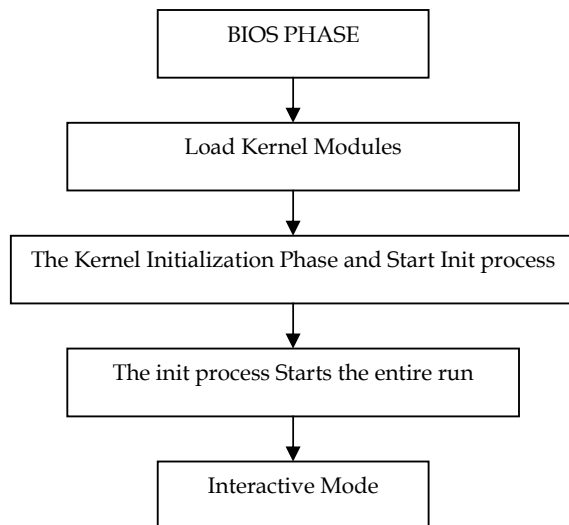 BIOS PHASE
Load Kernel Modules
The Kernel Initialization Phase and Start Init process
The init process Starts the entire run
Interactive Mode